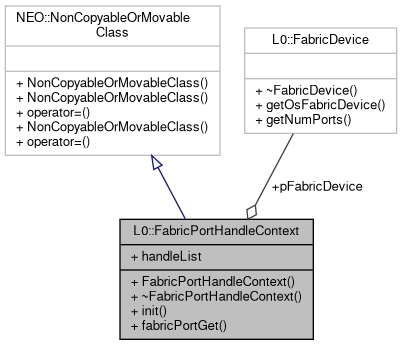 NEO::NonCopyableOrMovable
Class
+ NonCopyableOrMovableClass()
+ NonCopyableOrMovableClass()
+ operator=()
+ NonCopyableOrMovableClass()
+ operator=()
L0::FabricDevice
+ ~FabricDevice()
+ getOsFabricDevice()
+ getNumPorts()
+pFabricDevice
L0::FabricPortHandleContext
+ handleList
+ FabricPortHandleContext()
+ ~FabricPortHandleContext()
+ init()
+ fabricPortGet()